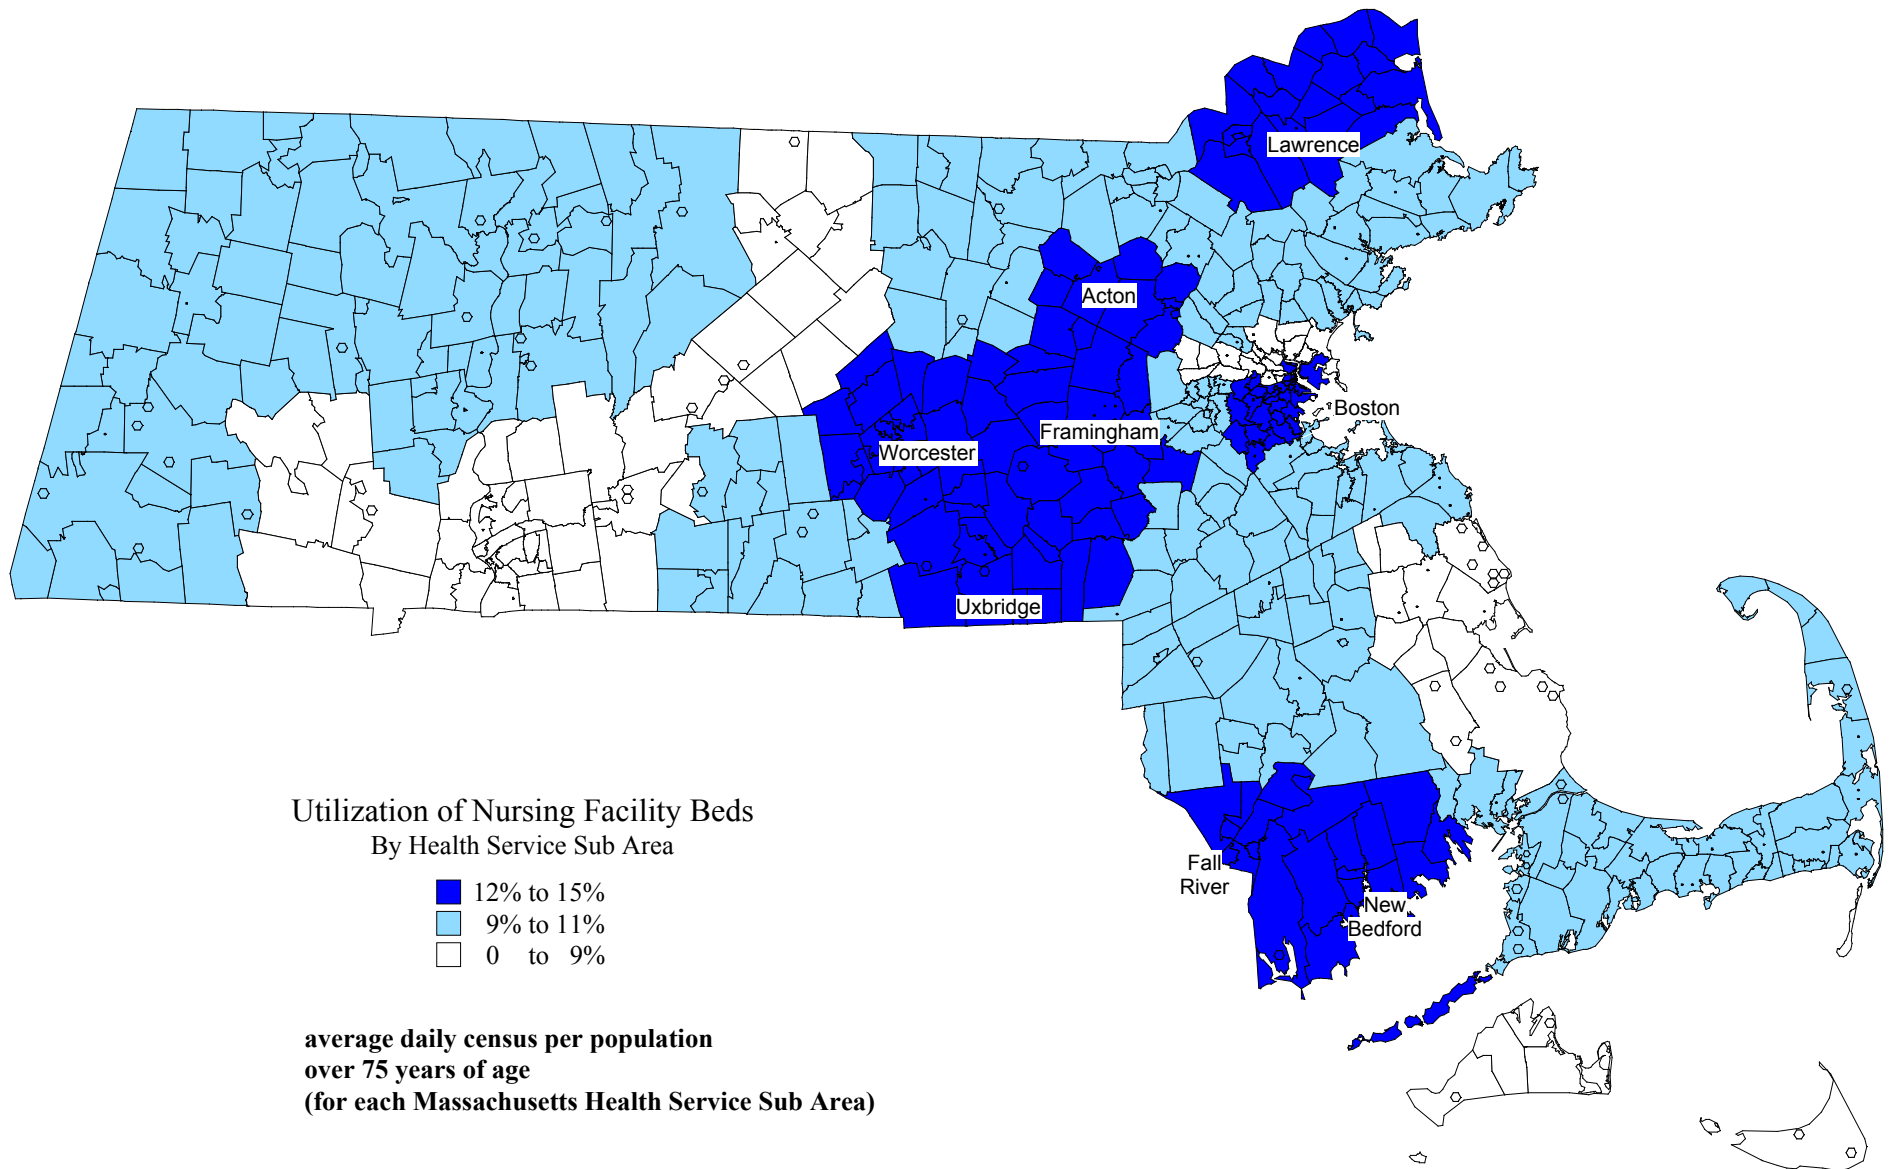 Lawrence
Acton
Boston
Framingham
Worcester
Uxbridge
Utilization of Nursing Facility Beds
By Health Service Sub Area
12% to 15%
9% to 11%
0 to 9%
Fall
River
New
Bedford
average daily census per population
over 75 years of age
(for each Massachusetts Health Service Sub Area)